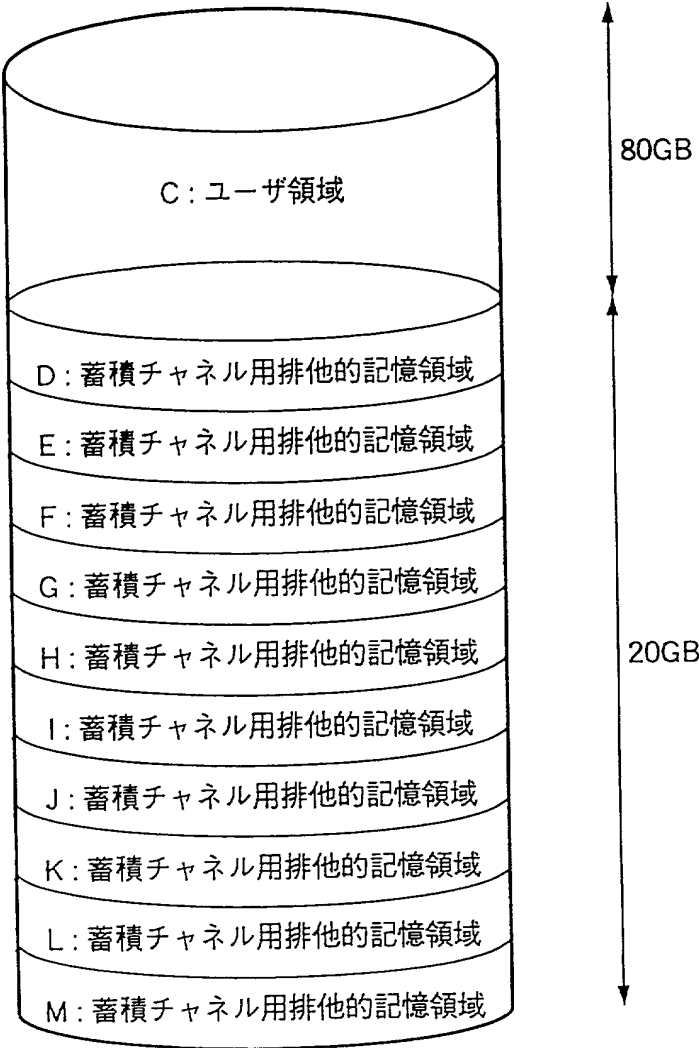 80GB
C : ユーザ領域
D : 蓄積チャネル用排他的記憶領域
E : 蓄積チャネル用排他的記憶領域
F : 蓄積チャネル用排他的記憶領域
G : 蓄積チャネル用排他的記憶領域
H : 蓄積チャネル用排他的記憶領域
20GB
I : 蓄積チャネル用排他的記憶領域
J : 蓄積チャネル用排他的記憶領域
K : 蓄積チャネル用排他的記憶領域
L : 蓄積チャネル用排他的記憶領域
M : 蓄積チャネル用排他的記憶領域